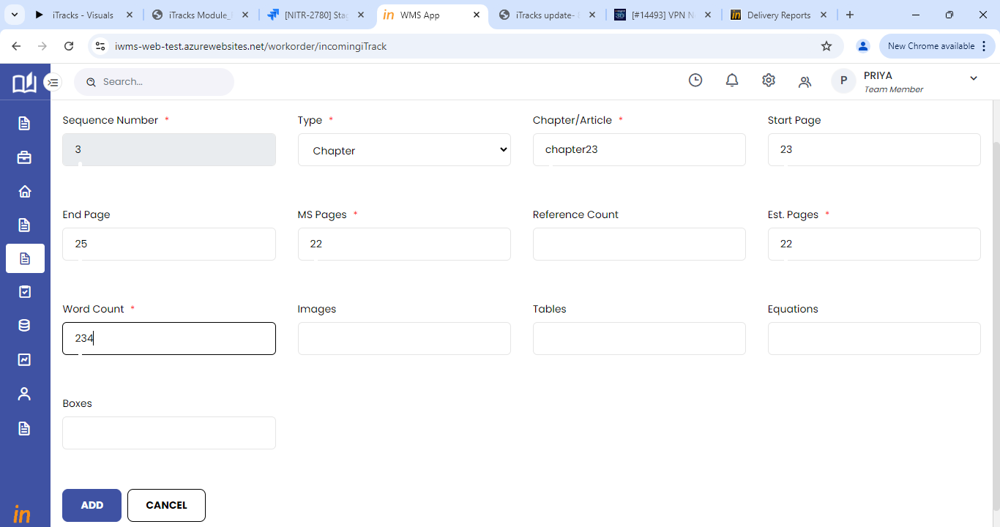 iTracks - Visuals
iTracks Module_
[NITR-2780] Sta
in WMS App
iTracks update-
[#14493] VPN N
in Delivery Reports
iwms-web-test.azurewebsites.net/workorder/incomingiTrack
New Chrome available
Search...
P
PRIYA
Team Member
Sequence Number *
Type *
Chapter/Article *
Start Page
3
Chapter
chapter23
23
End Page
MS Pages *
Reference Count
Est. Pages *
25
22
22
Word Count *
Images
Tables
Equations
234
Boxes
ADD
CANCEL
in